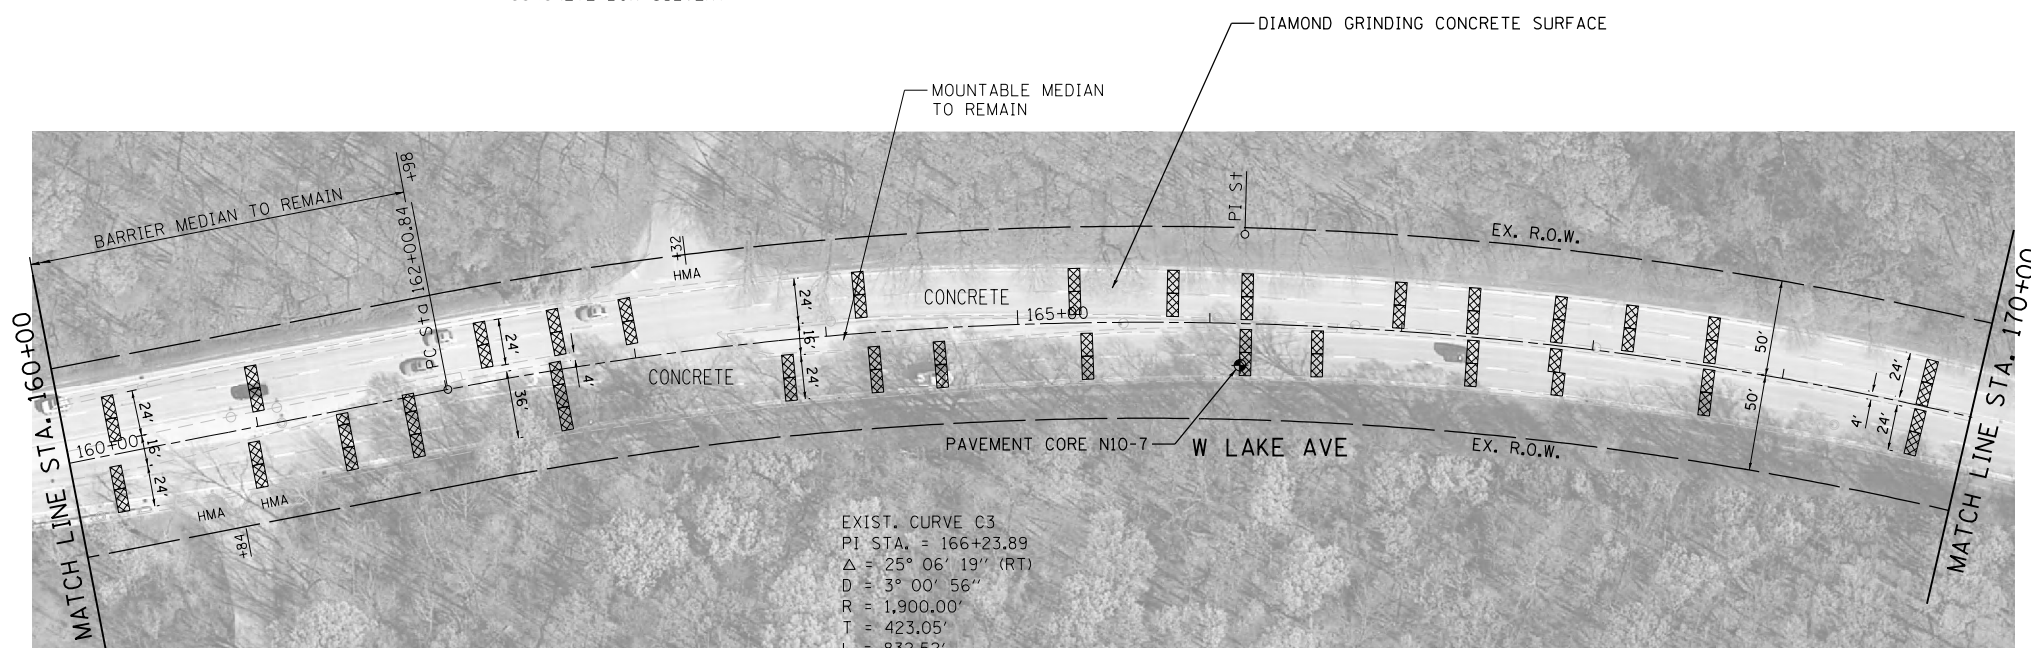 DIAMOND GRINDING CONCRETE SURFACE
MOUNTABLE MEDIAN
TO REMAIN
+98
BARRIER MEDIAN TO REMAIN
PC Sta 162+00.84
+32
HMA
PI St
EX. R.O.W.
CONCRETE
165+00
24'
16'
24'
CONCRETE
24'
4'
36'
50'
50'
24'
4'
24'
24'
160+00
16'
24'
HMA
HMA
+84
PAVEMENT CORE N10-7
W LAKE AVE
EX. R.O.W.
MATCH LINE STA. 160+00
MATCH LINE STA. 170+00
EXIST. CURVE C3
PI STA. = 166+23.89
Δ = 25° 06' 19" (RT)
D = 3° 00' 56"
R = 1,900.00'
T = 423.05'
L = 832.52'